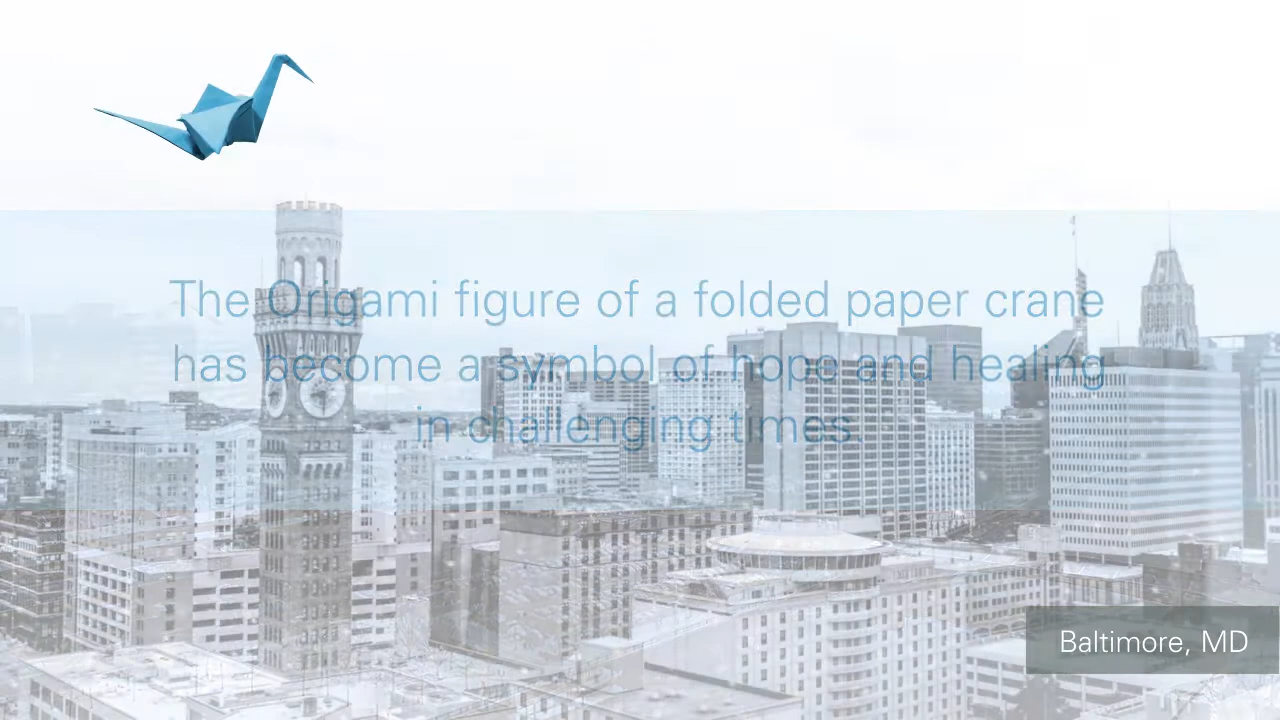 The Origami figure of a folded paper crane
has become a symbol of hope and healing
in challenging times.
Baltimore, MD